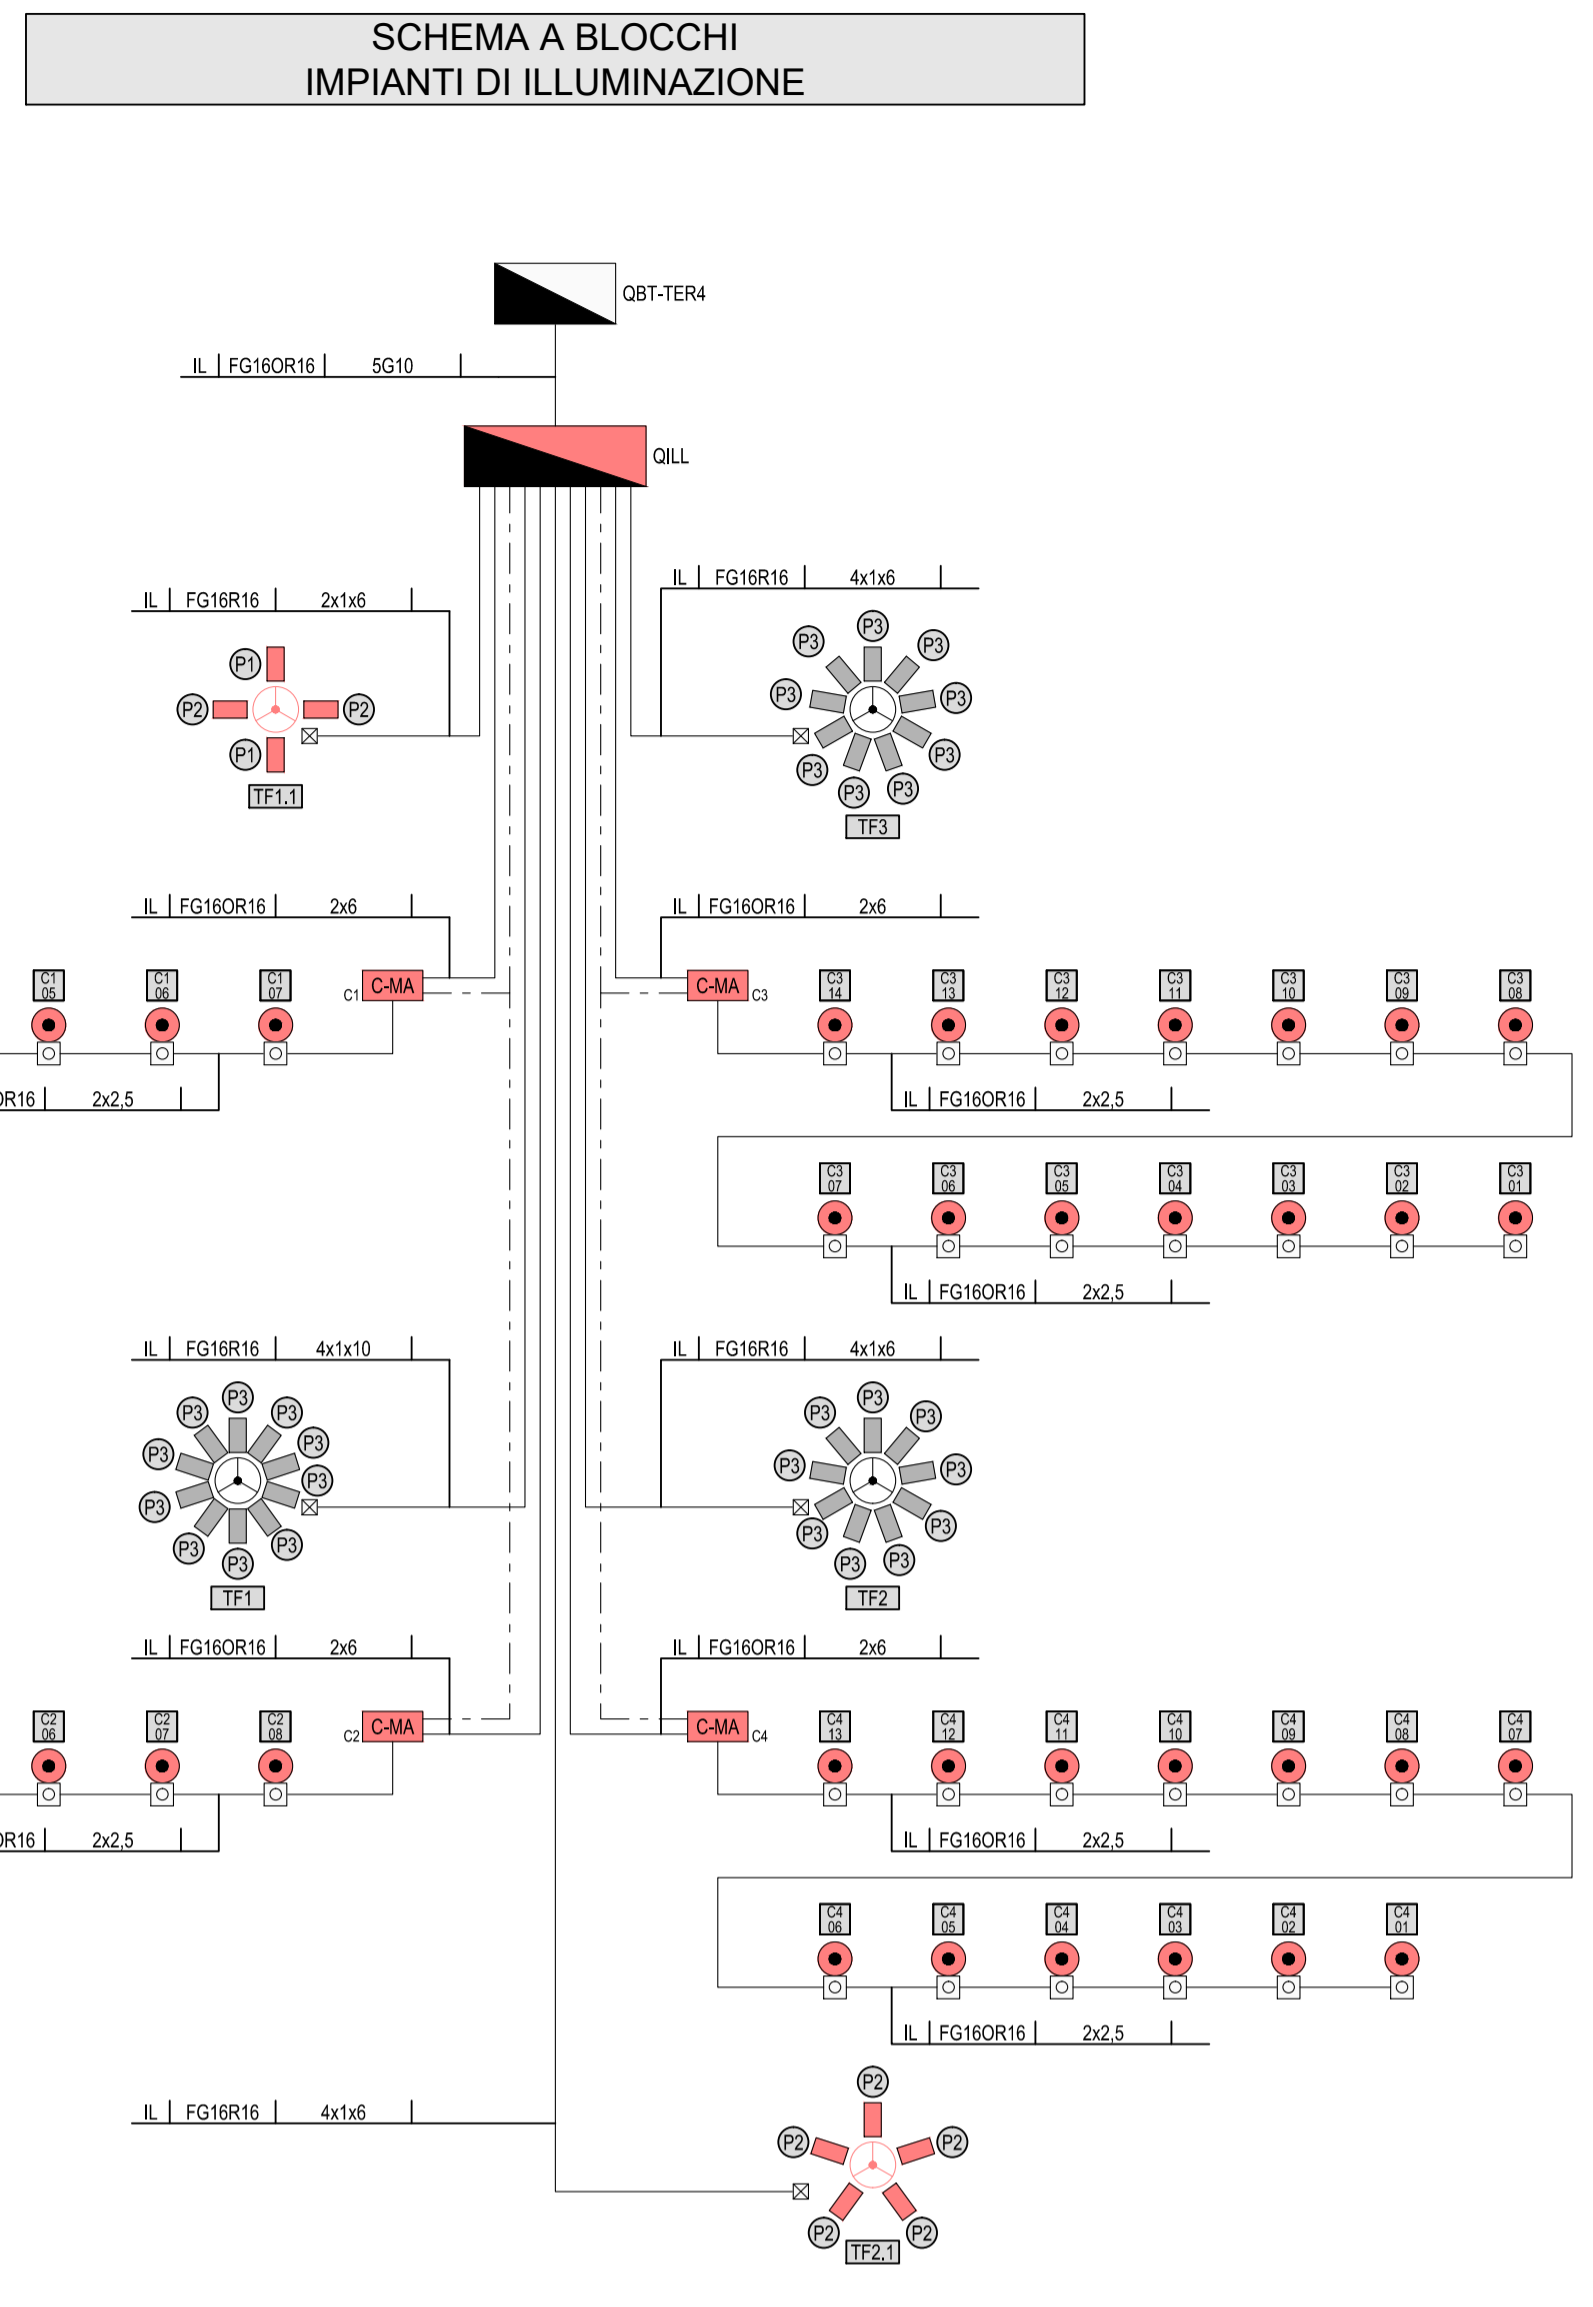 SCHEMA A BLOCCHI
IMPIANTI DI ILLUMINAZIONE
QBT-TER4
IL FG16OR16 5G10
QILL
IL FG16R16 2x1x6
P1
P2 P2
P1
TF1.1
IL FG16R16 4x1x6
P3
P3 P3
P3 P3
P3 P3
P3 P3
TF3
IL FG16OR16 2x6
C1 05
C1 06
C1 07
C-MA
C1
OR16 2x2,5
IL FG16OR16 2x6
C-MA
C3
C3 14
C3 13
C3 12
C3 11
C3 10
C3 09
C3 08
IL FG16OR16 2x2,5
C3 07
C3 06
C3 05
C3 04
C3 03
C3 02
C3 01
IL FG16OR16 2x2,5
IL FG16R16 4x1x10
P3
P3 P3
P3 P3
P3
P3
P3 P3
P3
TF1
IL FG16R16 4x1x6
P3
P3 P3
P3 P3
P3 P3
P3 P3
TF2
IL FG16OR16 2x6
C2 06
C2 07
C2 08
C-MA
C2
OR16 2x2,5
IL FG16OR16 2x6
C-MA
C4
C4 13
C4 12
C4 11
C4 10
C4 09
C4 08
C4 07
IL FG16OR16 2x2,5
C4 06
C4 05
C4 04
C4 03
C4 02
C4 01
IL FG16OR16 2x2,5
IL FG16R16 4x1x6
P2
P2 P2
P2 P2
TF2.1